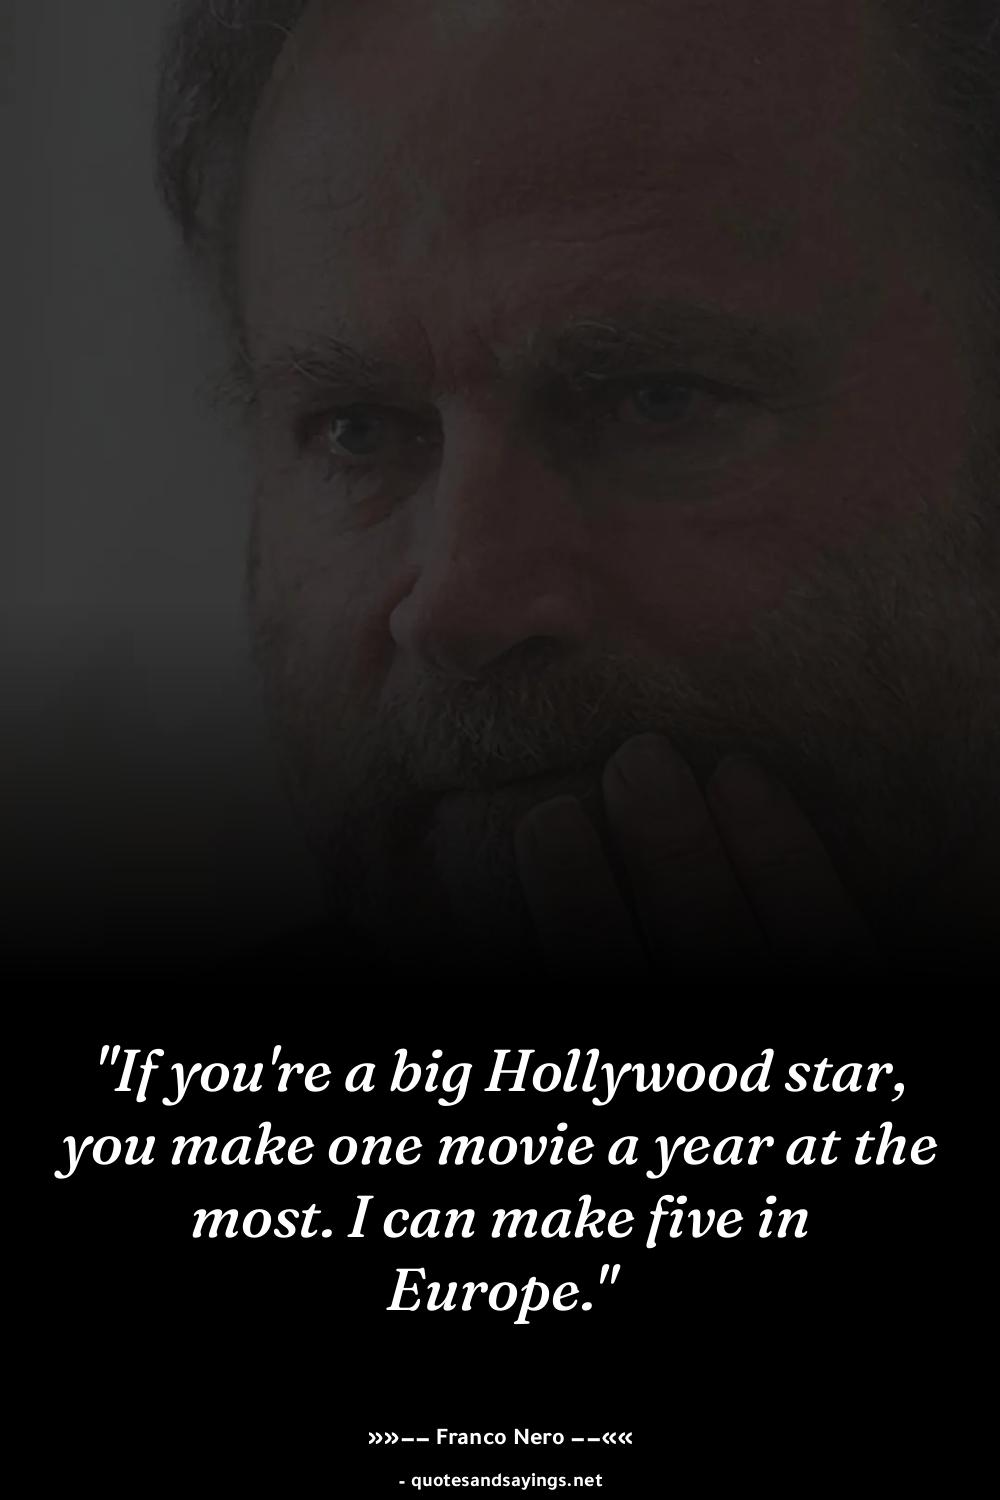 "If you're a big Hollywood star,
you make one movie a year at the
most. I can make five in
Europe."
»»–– Franco Nero ––««
- quotesandsayings.net